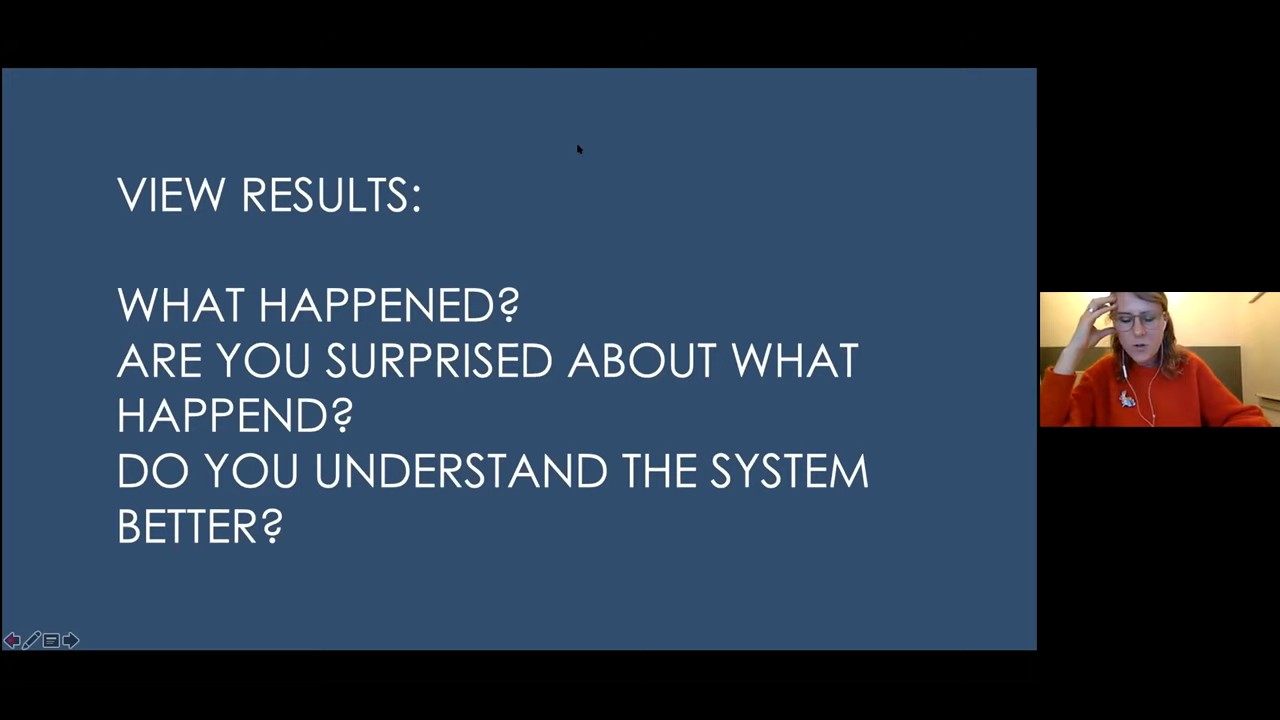 VIEW RESULTS:
WHAT HAPPENED?
ARE YOU SURPRISED ABOUT WHAT
HAPPEND?
DO YOU UNDERSTAND THE SYSTEM
BETTER?